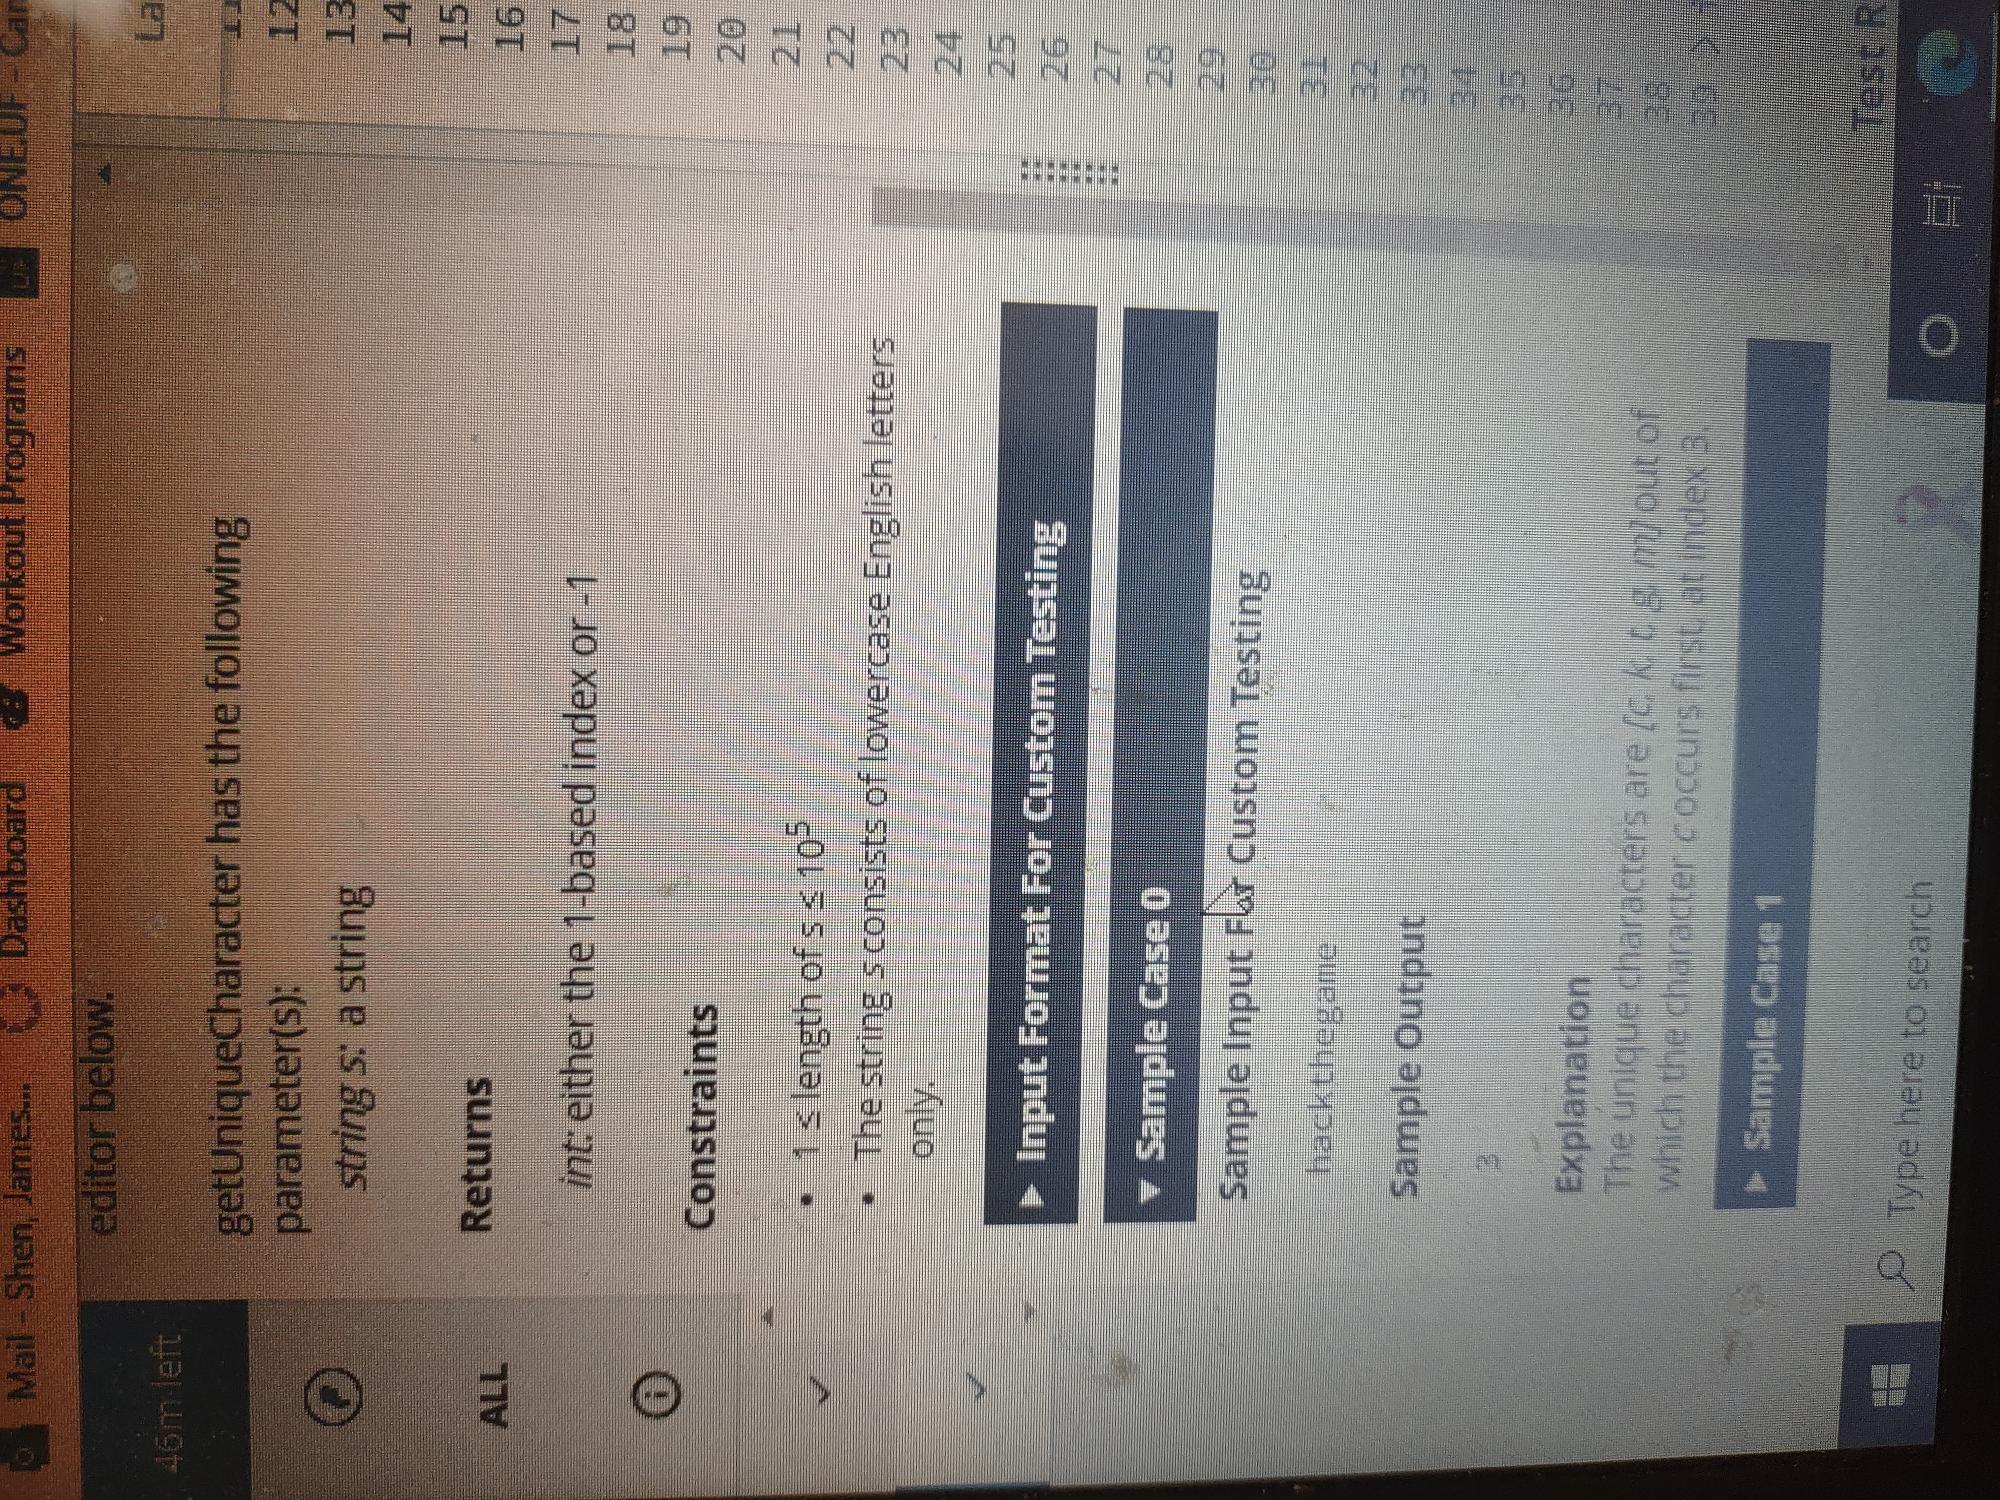 Mail - Shen, James...
Dashboard
Workout Programs
ONE.UF - Can
editor below.
46m left
La
getUniqueCharacter has the following
parameter(s):
string s: a string
ALL
Returns
int: either the 1-based index or -1
Constraints
1 ≤ length of s ≤ 10⁵
The string s consists of lowercase English letters
only.
▶ Input Format For Custom Testing
▼ Sample Case 0
Sample Input For Custom Testing
hackthegame
Sample Output
3
Explanation
The unique characters are [c, k, t, g, m] out of
which the character c occurs first, at index 3.
▶ Sample Case 1
11
12
13
14
15
16
17
18
19
20
21
22
23
24
25
26
27
28
29
30
31
32
33
34
35
36
37
38
39
Test R
Type here to search